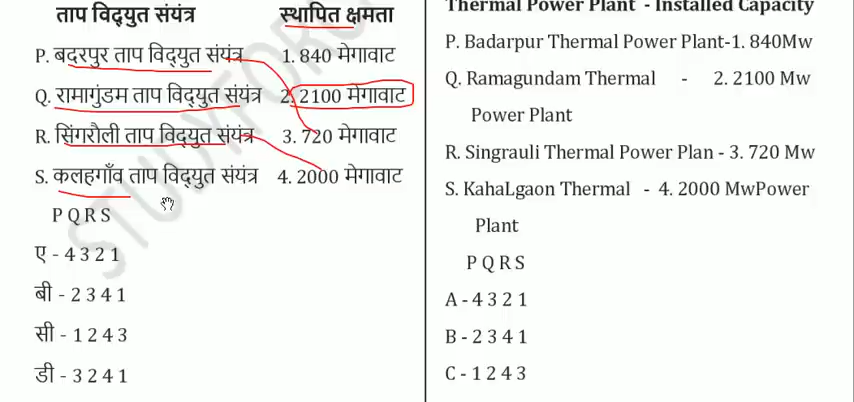 ताप विद्युत संयंत्र स्थापित क्षमता
P. बदरपुर ताप विद्युत संयंत्र 1. 840 मेगावाट
Q. रामागुंडम ताप विद्युत संयंत्र 2. 2100 मेगावाट
R. सिंगरौली ताप विद्युत संयंत्र 3. 720 मेगावाट
S. कलहगाँव ताप विद्युत संयंत्र 4. 2000 मेगावाट
P Q R S
ए - 4 3 2 1
बी - 2 3 4 1
सी - 1 2 4 3
डी - 3 2 4 1
Thermal Power Plant - Installed Capacity
P. Badarpur Thermal Power Plant-1. 840Mw
Q. Ramagundam Thermal - 2. 2100 Mw
Power Plant
R. Singrauli Thermal Power Plan - 3. 720 Mw
S. KahaLgaon Thermal - 4. 2000 MwPower
Plant
P Q R S
A - 4 3 2 1
B - 2 3 4 1
C - 1 2 4 3